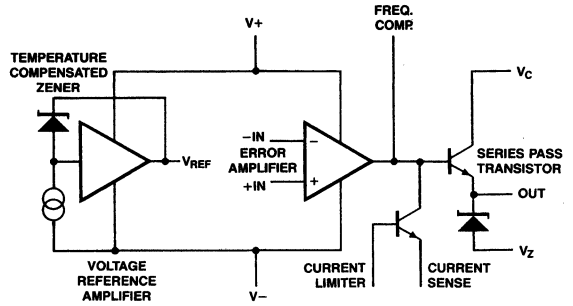 FREQ.
COMP.
V+
TEMPERATURE
COMPENSATED
ZENER
VC
–IN
ERROR
AMPLIFIER
+IN
–
+
VREF
SERIES PASS
TRANSISTOR
OUT
VZ
VOLTAGE
REFERENCE
AMPLIFIER
V–
CURRENT
LIMITER
CURRENT
SENSE